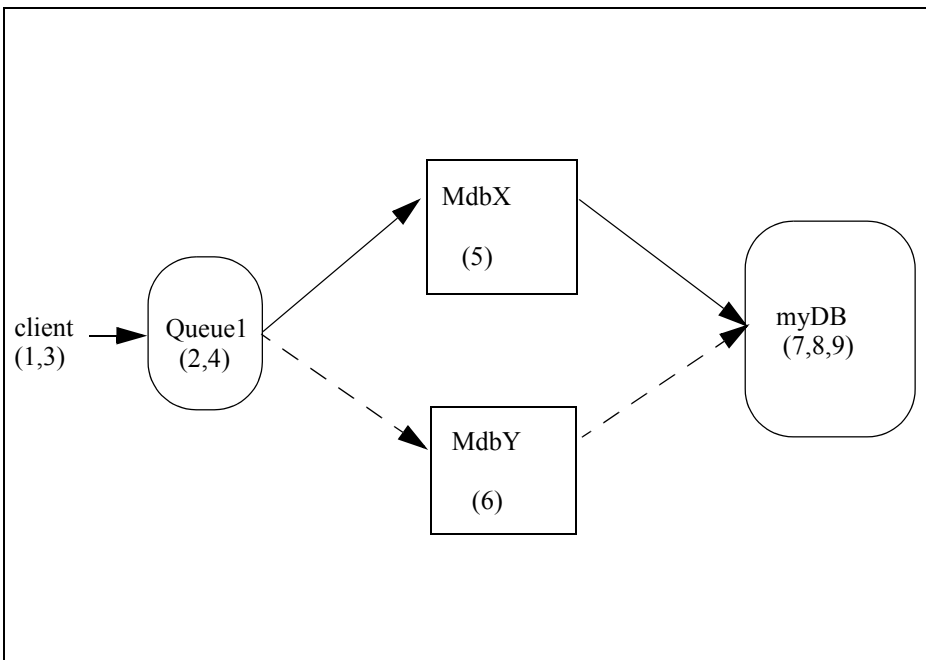 client
(1,3)
Queue1
(2,4)
MdbX
(5)
MdbY
(6)
myDB
(7,8,9)